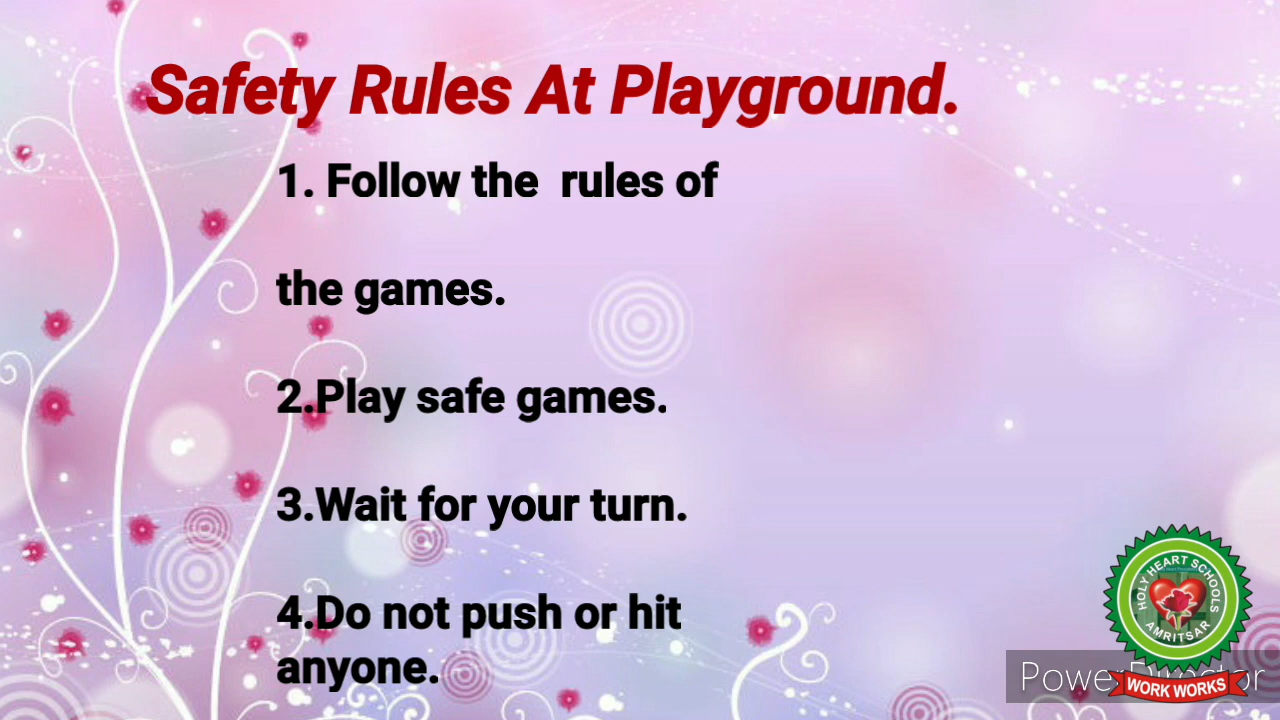 Safety Rules At Playground.
1. Follow the rules of
the games.
2.Play safe games.
3.Wait for your turn.
4.Do not push or hit
anyone.
HOLY HEART SCHOOLS
AMRITSAR
WORK WORKS